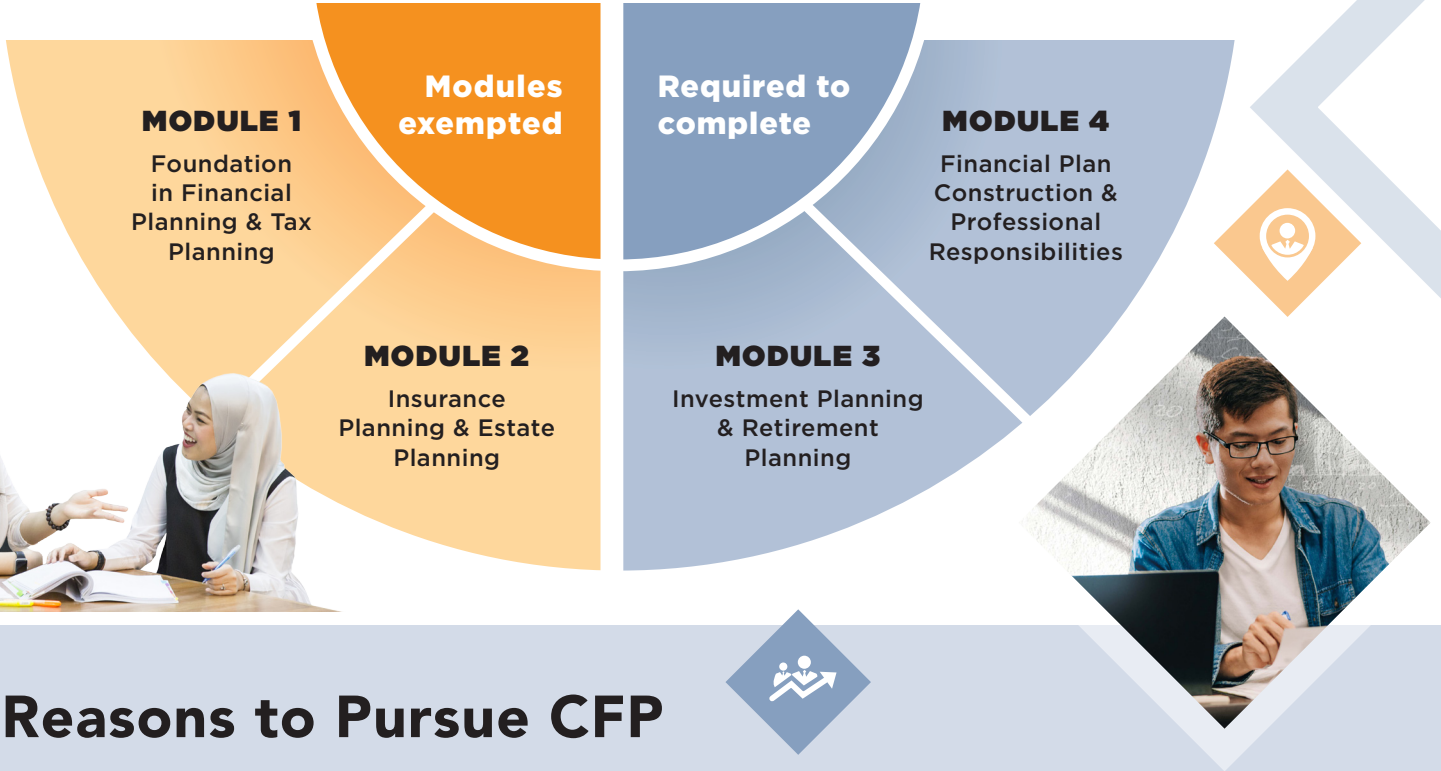 Modules
exempted
Required to
complete
MODULE 1
Foundation
in Financial
Planning & Tax
Planning
MODULE 2
Insurance
Planning & Estate
Planning
MODULE 3
Investment Planning
& Retirement
Planning
MODULE 4
Financial Plan
Construction &
Professional
Responsibilities
Reasons to Pursue CFP